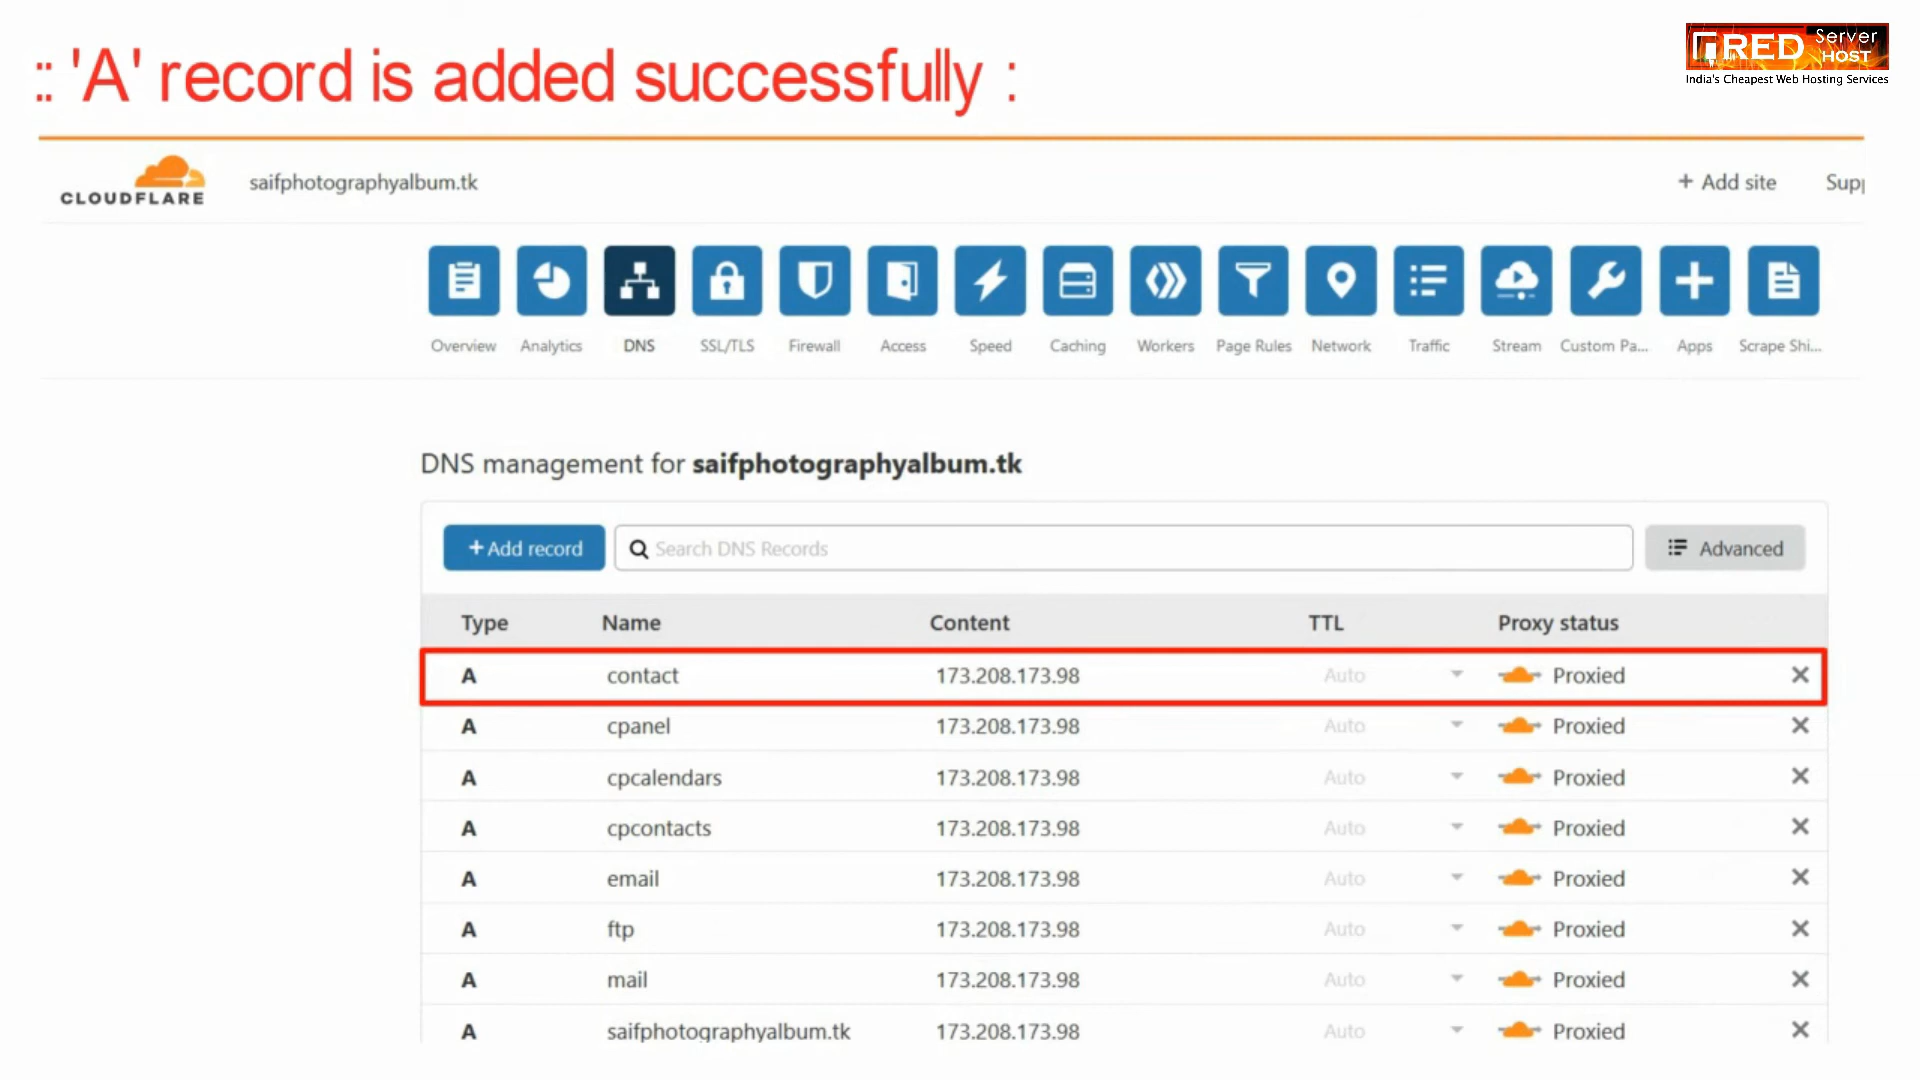 :: 'A' record is added successfully :
RED Server HOST
India's Cheapest Web Hosting Services
CLOUDFLARE saifphotographyalbum.tk + Add site Supp
Overview Analytics DNS SSL/TLS Firewall Access Speed Caching Workers Page Rules Network Traffic Stream Custom Pa... Apps Scrape Shi...
DNS management for saifphotographyalbum.tk
+ Add record Search DNS Records Advanced
Type Name Content TTL Proxy status
A contact 173.208.173.98 Auto Proxied
A cpanel 173.208.173.98 Auto Proxied
A cpcalendars 173.208.173.98 Auto Proxied
A cpcontacts 173.208.173.98 Auto Proxied
A email 173.208.173.98 Auto Proxied
A ftp 173.208.173.98 Auto Proxied
A mail 173.208.173.98 Auto Proxied
A saifphotographyalbum.tk 173.208.173.98 Auto Proxied